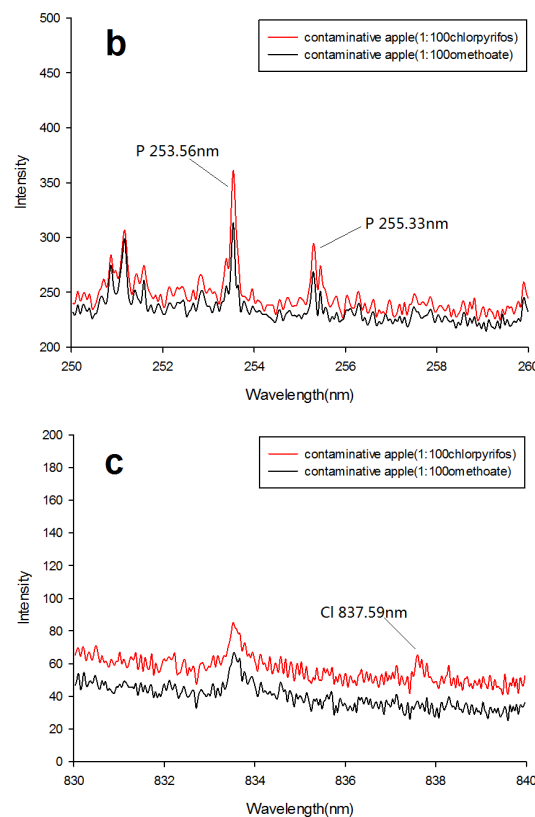 b
contaminative apple(1:100chlorpyrifos)
contaminative apple(1:100omethoate)
P 253.56nm
P 255.33nm
Intensity
500
450
400
350
300
250
200
250 252 254 256 258 260
Wavelength(nm)
c
contaminative apple(1:100chlorpyrifos)
contaminative apple(1:100omethoate)
Cl 837.59nm
Intensity
200
180
160
140
120
100
80
60
40
20
0
830 832 834 836 838 840
Wavelength(nm)